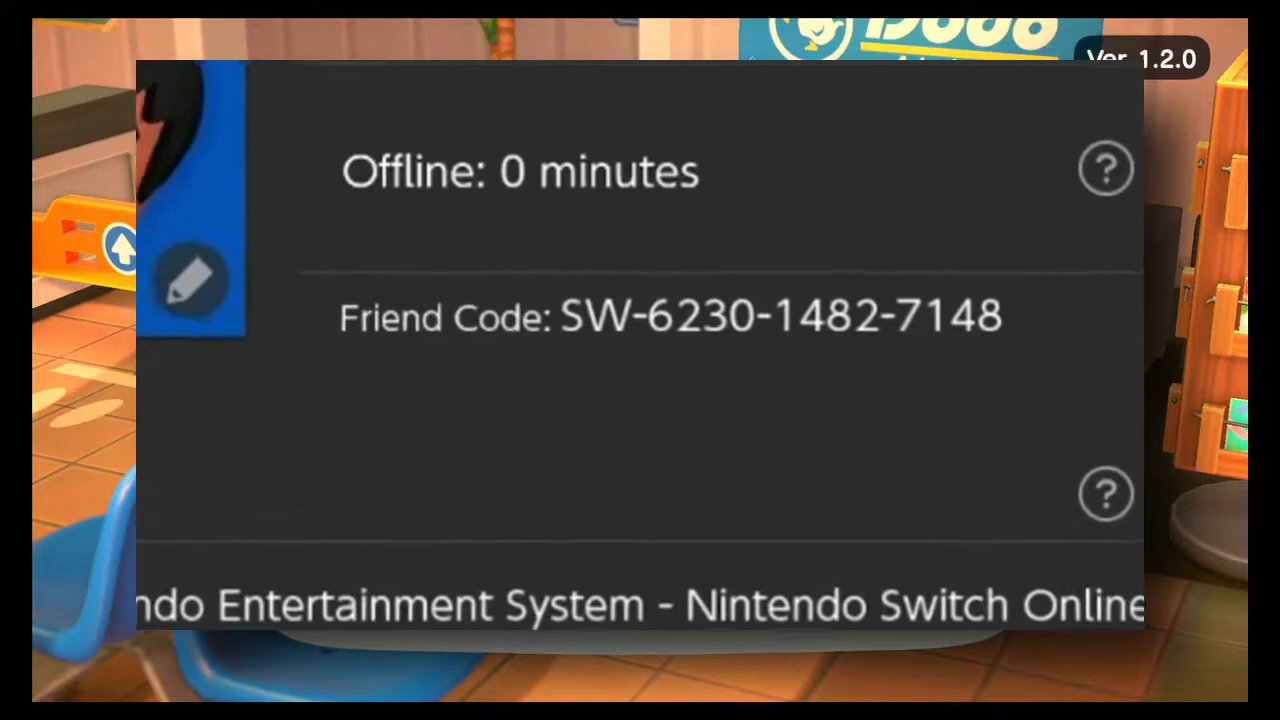 Ver. 1.2.0
Offline: 0 minutes
?
Friend Code: SW-6230-1482-7148
?
ndo Entertainment System - Nintendo Switch Online